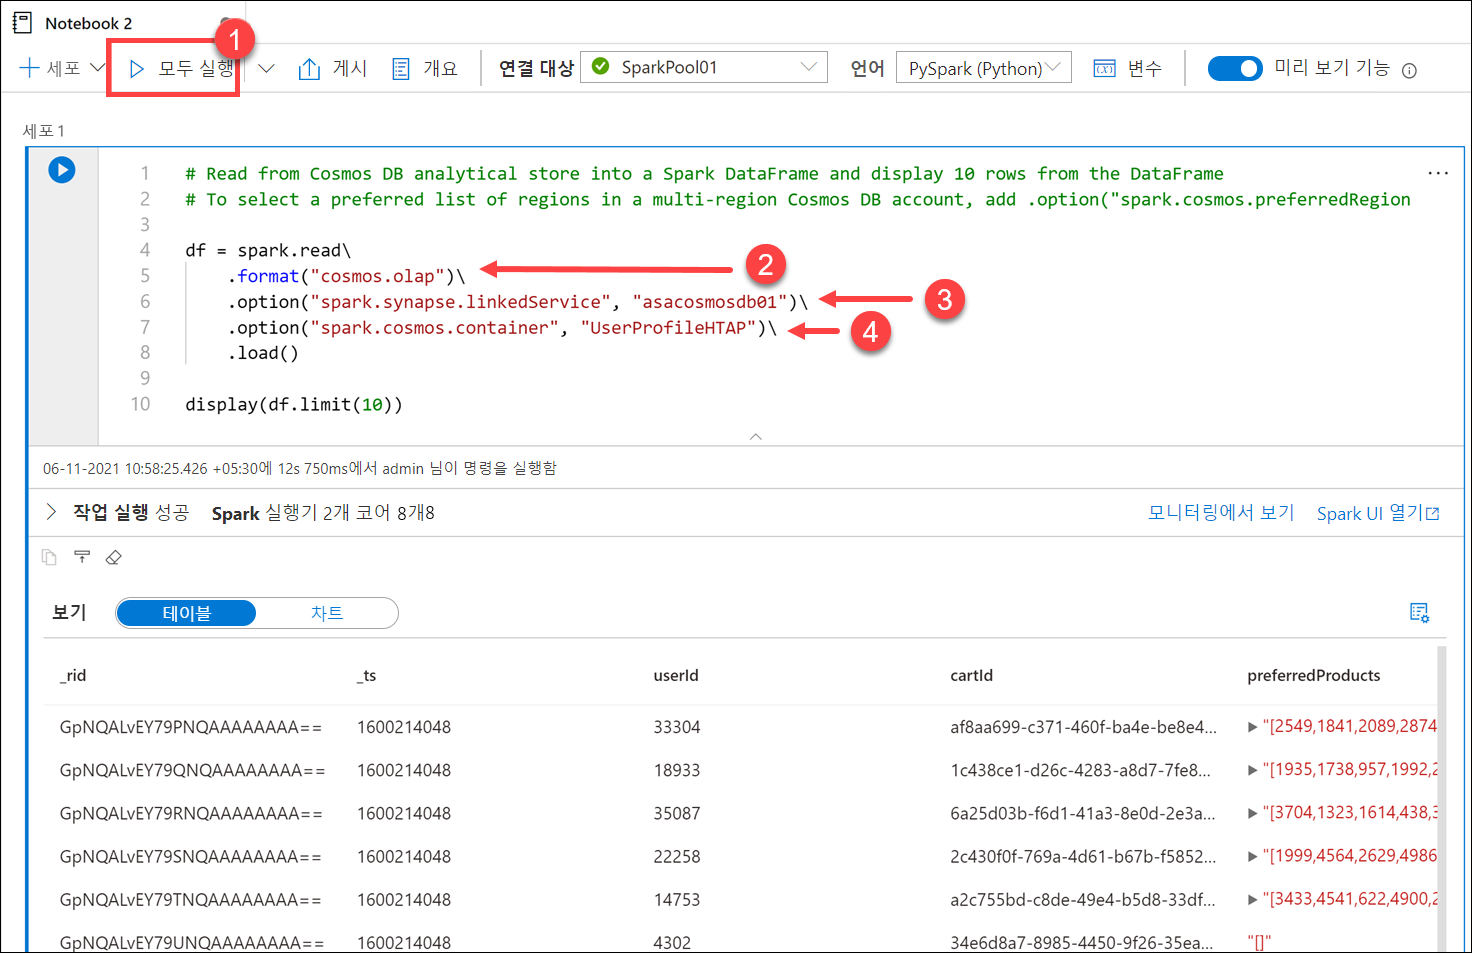 Notebook 2
1
세포 모두 실행 게시 개요 연결 대상 SparkPool01 언어 PySpark (Python) 변수 미리 보기 기능
세포 1
1 # Read from Cosmos DB analytical store into a Spark DataFrame and display 10 rows from the DataFrame
2 # To select a preferred list of regions in a multi-region Cosmos DB account, add .option("spark.cosmos.preferredRegion
3
4 df = spark.read\
5 .format("cosmos.olap")\ 2
6 .option("spark.synapse.linkedService", "asacosmosdb01")\ 3
7 .option("spark.cosmos.container", "UserProfileHTAP")\ 4
8 .load()
9
10 display(df.limit(10))
06-11-2021 10:58:25.426 +05:30에 12s 750ms에서 admin 님이 명령을 실행함
작업 실행 성공 Spark 실행기 2개 코어 8개8 모니터링에서 보기 Spark UI 열기
보기 테이블 차트
_rid _ts userId cartId preferredProducts
GpNQALvEY79PNQAAAAAAAA== 1600214048 33304 af8aa699-c371-460f-ba4e-be8e4... "[2549,1841,2089,2874
GpNQALvEY79QNQAAAAAAAA== 1600214048 18933 1c438ce1-d26c-4283-a8d7-7fe8... "[1935,1738,957,1992,2
GpNQALvEY79RNQAAAAAAAA== 1600214048 35087 6a25d03b-f6d1-41a3-8e0d-2e3a... "[3704,1323,1614,438,3
GpNQALvEY79SNQAAAAAAAA== 1600214048 22258 2c430f0f-769a-4d61-b67b-f5852... "[1999,4564,2629,4986
GpNQALvEY79TNQAAAAAAAA== 1600214048 14753 a2c755bd-c8de-49e4-b5d8-33df... "[3433,4541,622,4900,2
GpNQALvEY79UNQAAAAAAAA== 1600214048 4302 34e6d8a7-8985-4450-9f26-35ea... "[]"